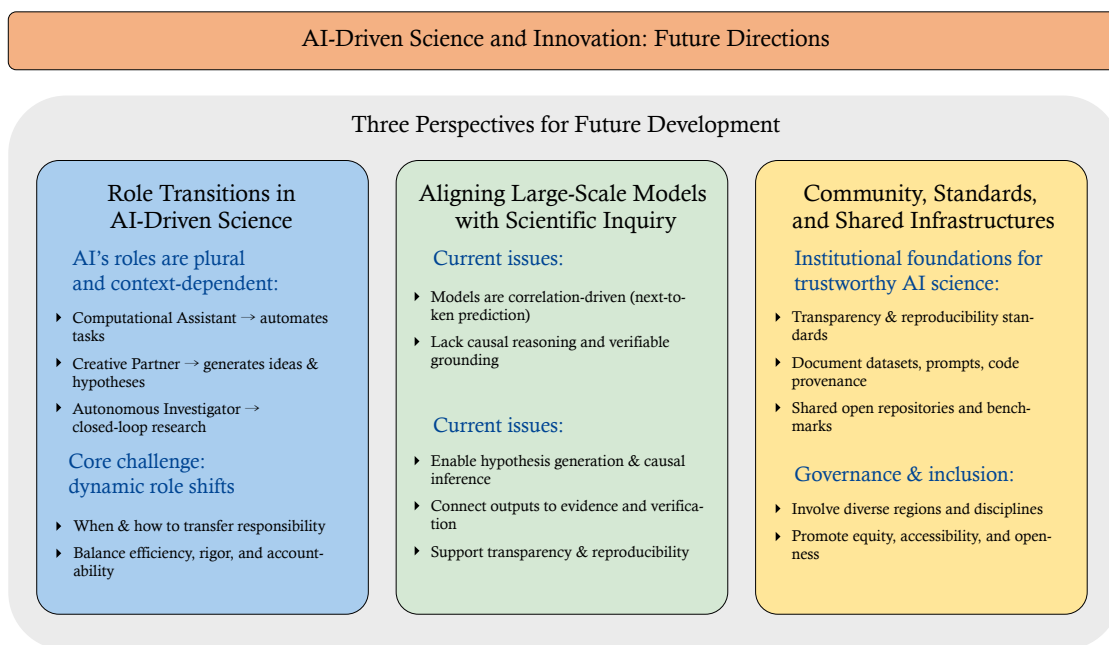 AI-Driven Science and Innovation: Future Directions
Three Perspectives for Future Development
Role Transitions in
AI-Driven Science
AI's roles are plural
and context-dependent:
Computational Assistant → automates
tasks
Creative Partner → generates ideas &
hypotheses
Autonomous Investigator →
closed-loop research
Core challenge:
dynamic role shifts
When & how to transfer responsibility
Balance efficiency, rigor, and account-
ability
Aligning Large-Scale Models
with Scientific Inquiry
Current issues:
Models are correlation-driven (next-to-
ken prediction)
Lack causal reasoning and verifiable
grounding
Current issues:
Enable hypothesis generation & causal
inference
Connect outputs to evidence and verifica-
tion
Support transparency & reproducibility
Community, Standards,
and Shared Infrastructures
Institutional foundations for
trustworthy AI science:
Transparency & reproducibility stan-
dards
Document datasets, prompts, code
provenance
Shared open repositories and bench-
marks
Governance & inclusion:
Involve diverse regions and disciplines
Promote equity, accessibility, and open-
ness